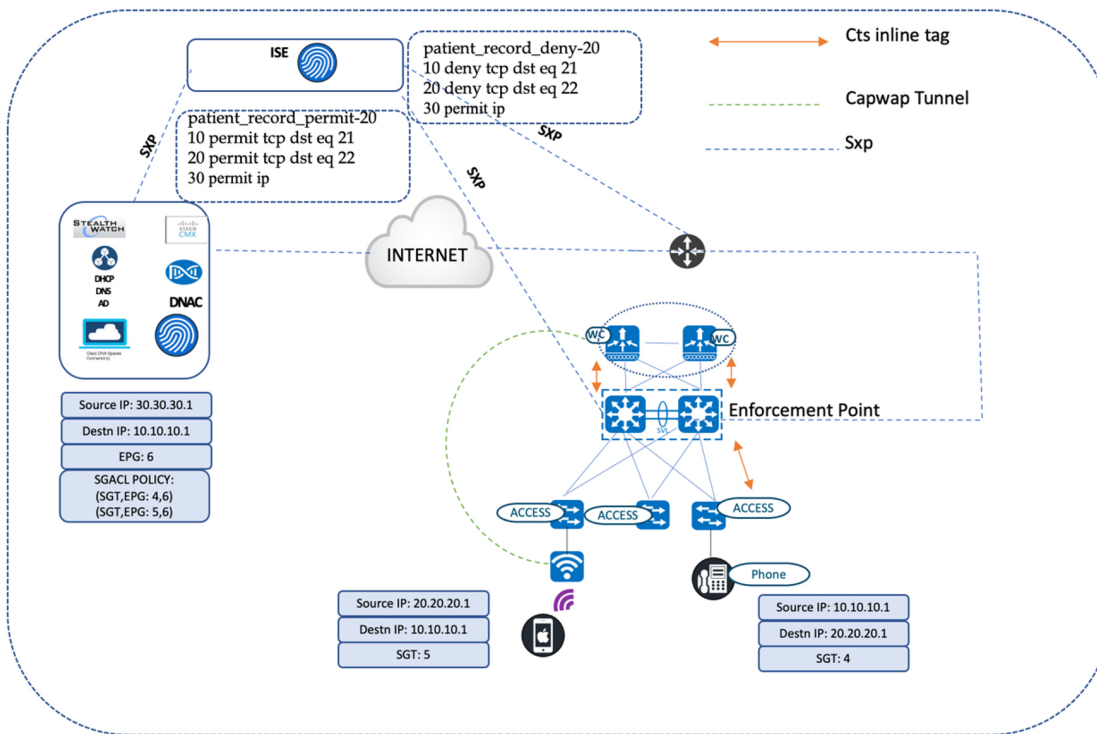 ISE
patient_record_deny-20
10 deny tcp dst eq 21
20 deny tcp dst eq 22
30 permit ip
Cts inline tag
Capwap Tunnel
Sxp
patient_record_permit-20
10 permit tcp dst eq 21
20 permit tcp dst eq 22
30 permit ip
SXP
SXP
SXP
STEALTH
WATCH
CISCO
CMX
DHCP
DNS
AD
DNAC
Cisco DNA Spaces
Connector(s)
INTERNET
WC
WC
Enforcement Point
SVL
Source IP: 30.30.30.1
Destn IP: 10.10.10.1
EPG: 6
SGACL POLICY:
(SGT,EPG: 4,6)
(SGT,EPG: 5,6)
ACCESS
ACCESS
ACCESS
Phone
Source IP: 20.20.20.1
Destn IP: 10.10.10.1
SGT: 5
Source IP: 10.10.10.1
Destn IP: 20.20.20.1
SGT: 4